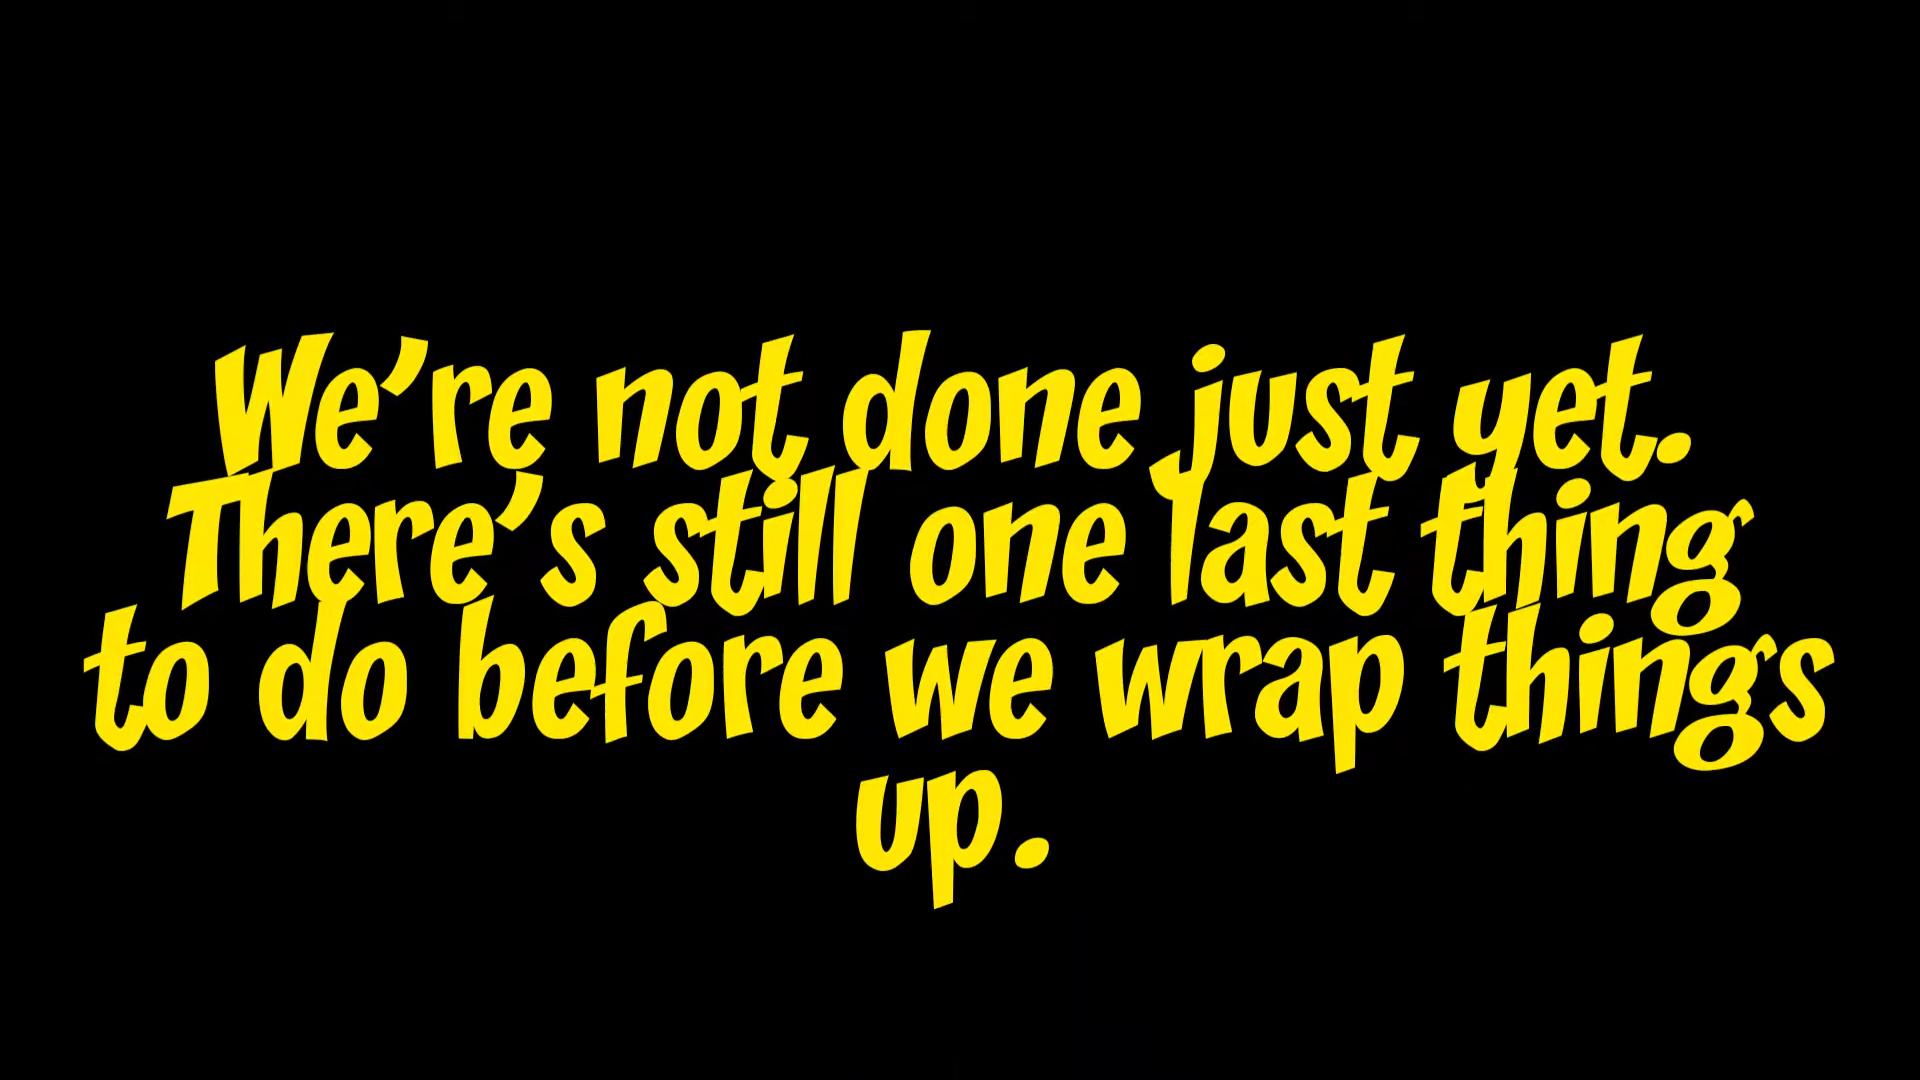 We're not done just yet.
There's still one last thing
to do before we wrap things
up.